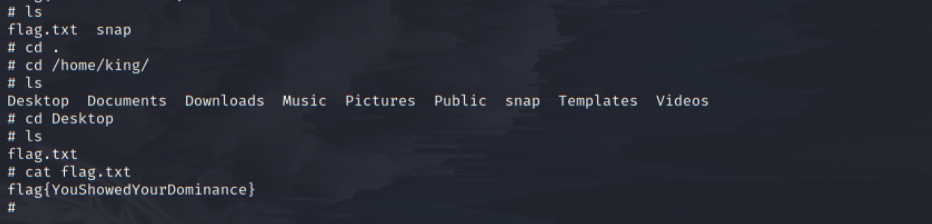 # ls
flag.txt  snap
# cd .
# cd /home/king/
# ls
Desktop  Documents  Downloads  Music  Pictures  Public  snap  Templates  Videos
# cd Desktop
# ls
flag.txt
# cat flag.txt
flag{YouShowedYourDominance}
#